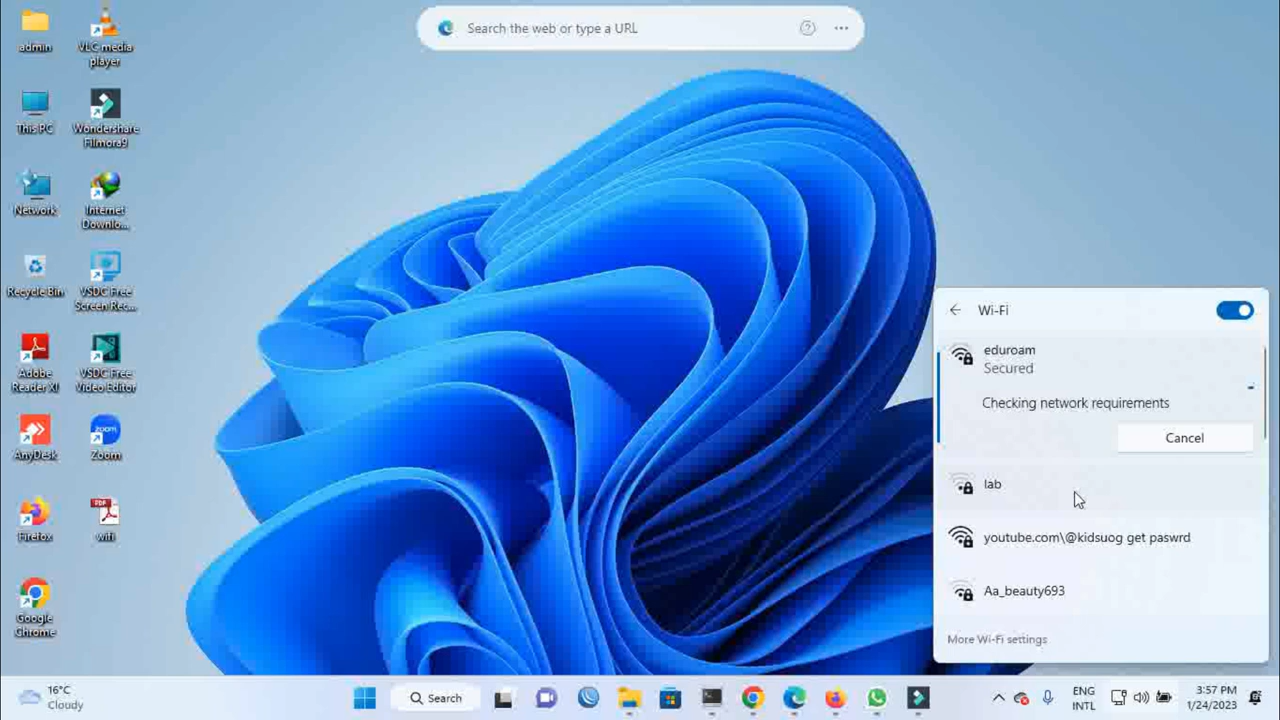 Search the web or type a URL
admin
VLC media
player
This PC
Wondershare
Filmora9
Network
Internet
Downlo...
Recycle Bin
VSDC Free
Screen Rec...
Adobe
Reader XI
VSDC Free
Video Editor
AnyDesk
zoom
Zoom
Firefox
PDF
wifi
Google
Chrome
Wi-Fi
eduroam
Secured
Checking network requirements
Cancel
lab
youtube.com\@kidsuog get paswrd
Aa_beauty693
More Wi-Fi settings
16°C
Cloudy
Search
ENG
INTL
3:57 PM
1/24/2023